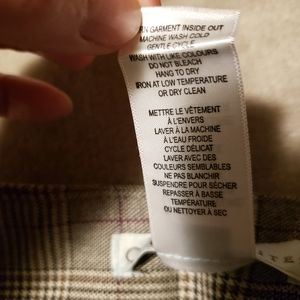 GARMENT INSIDE OUT
MACHINE WASH COLD
GENTLE CYCLE
WASH WITH LIKE COLOURS
DO NOT BLEACH
HANG TO DRY
IRON AT LOW TEMPERATURE
OR DRY CLEAN
METTRE LE VÊTEMENT
À L'ENVERS
LAVER À LA MACHINE
À L'EAU FROIDE
CYCLE DÉLICAT
LAVER AVEC DES
COULEURS SEMBLABLES
NE PAS BLANCHIR
SUSPENDRE POUR SÉCHER
REPASSER À BASSE
TEMPÉRATURE
OU NETTOYER À SEC